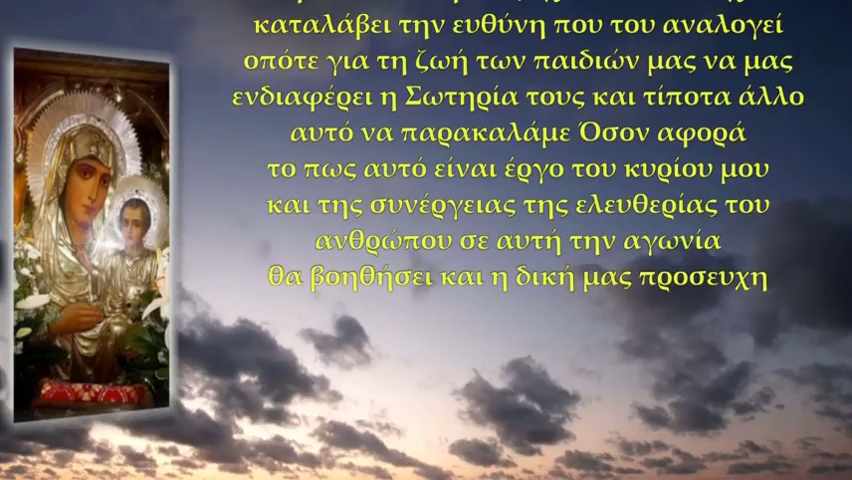 καταλάβει την ευθύνη που του αναλογεί
οπότε για τη ζωή των παιδιών μας να μας
ενδιαφέρει η Σωτηρία τους και τίποτα άλλο
αυτό να παρακαλάμε Όσον αφορά
το πως αυτό είναι έργο του κυρίου μου
και της συνέργειας της ελευθερίας του
ανθρώπου σε αυτή την αγωνία
θα βοηθήσει και η δική μας προσευχη